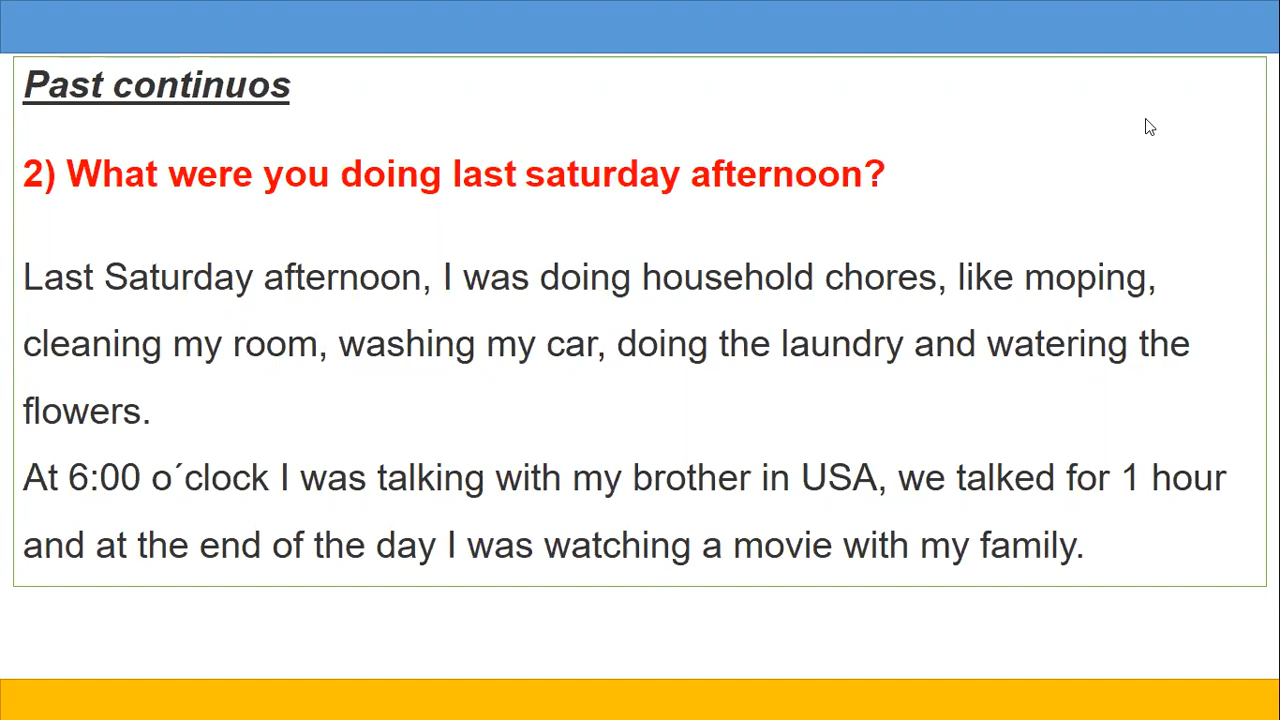 Past continuos
2) What were you doing last saturday afternoon?
Last Saturday afternoon, I was doing household chores, like moping,
cleaning my room, washing my car, doing the laundry and watering the
flowers.
At 6:00 o´clock I was talking with my brother in USA, we talked for 1 hour
and at the end of the day I was watching a movie with my family.